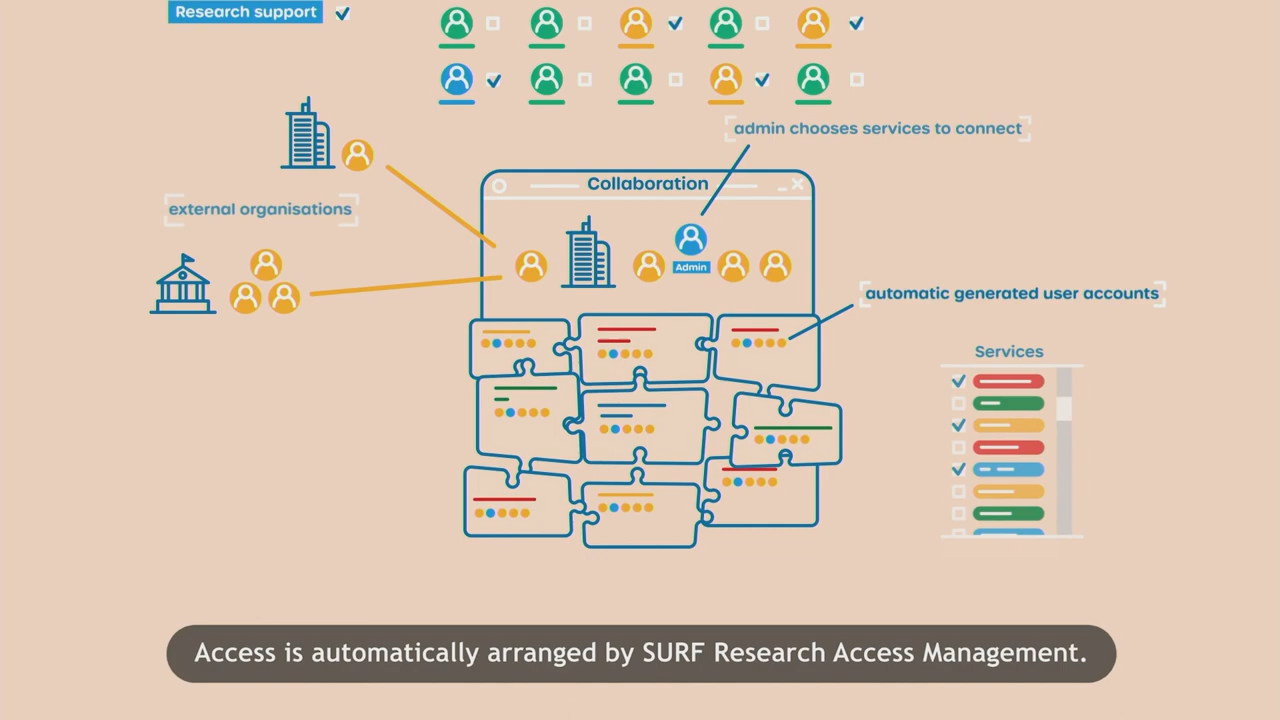 Research support
admin chooses services to connect
Collaboration
external organisations
Admin
automatic generated user accounts
Services
Access is automatically arranged by SURF Research Access Management.